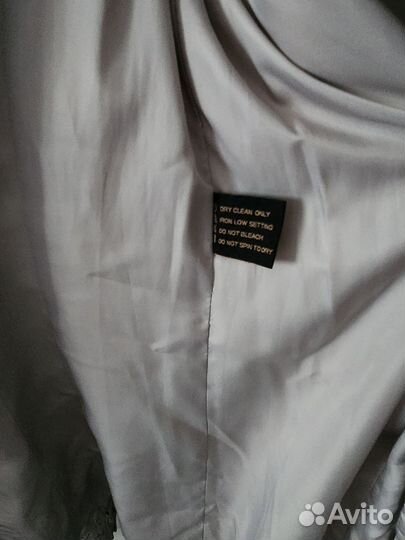 DRY CLEAN ONLY
IRON LOW SETTING
DO NOT BLEACH
DO NOT SPIN TO DRY
Avito